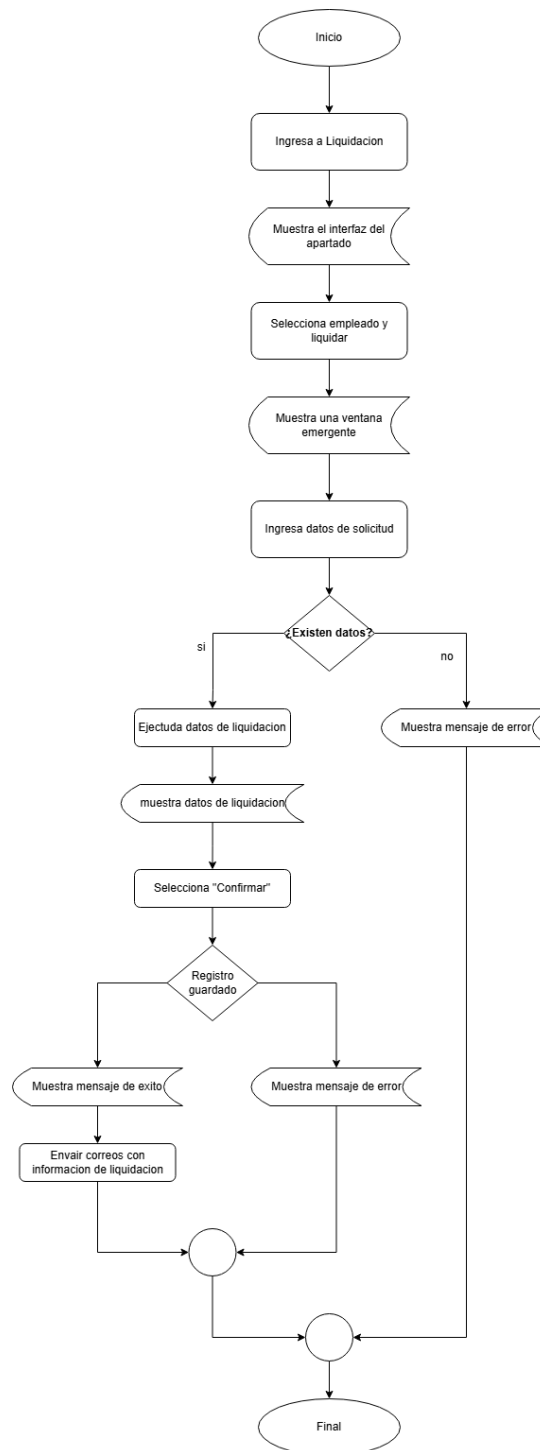 Inicio
Ingresa a Liquidacion
Muestra el interfaz del
apartado
Selecciona empleado y
liquidar
Muestra una ventana
emergente
Ingresa datos de solicitud
¿Existen datos?
si
no
Ejectuda datos de liquidacion
Muestra mensaje de error
muestra datos de liquidacion
Selecciona "Confirmar"
Registro
guardado
Muestra mensaje de exito
Muestra mensaje de error
Envair correos con
informacion de liquidacion
Final